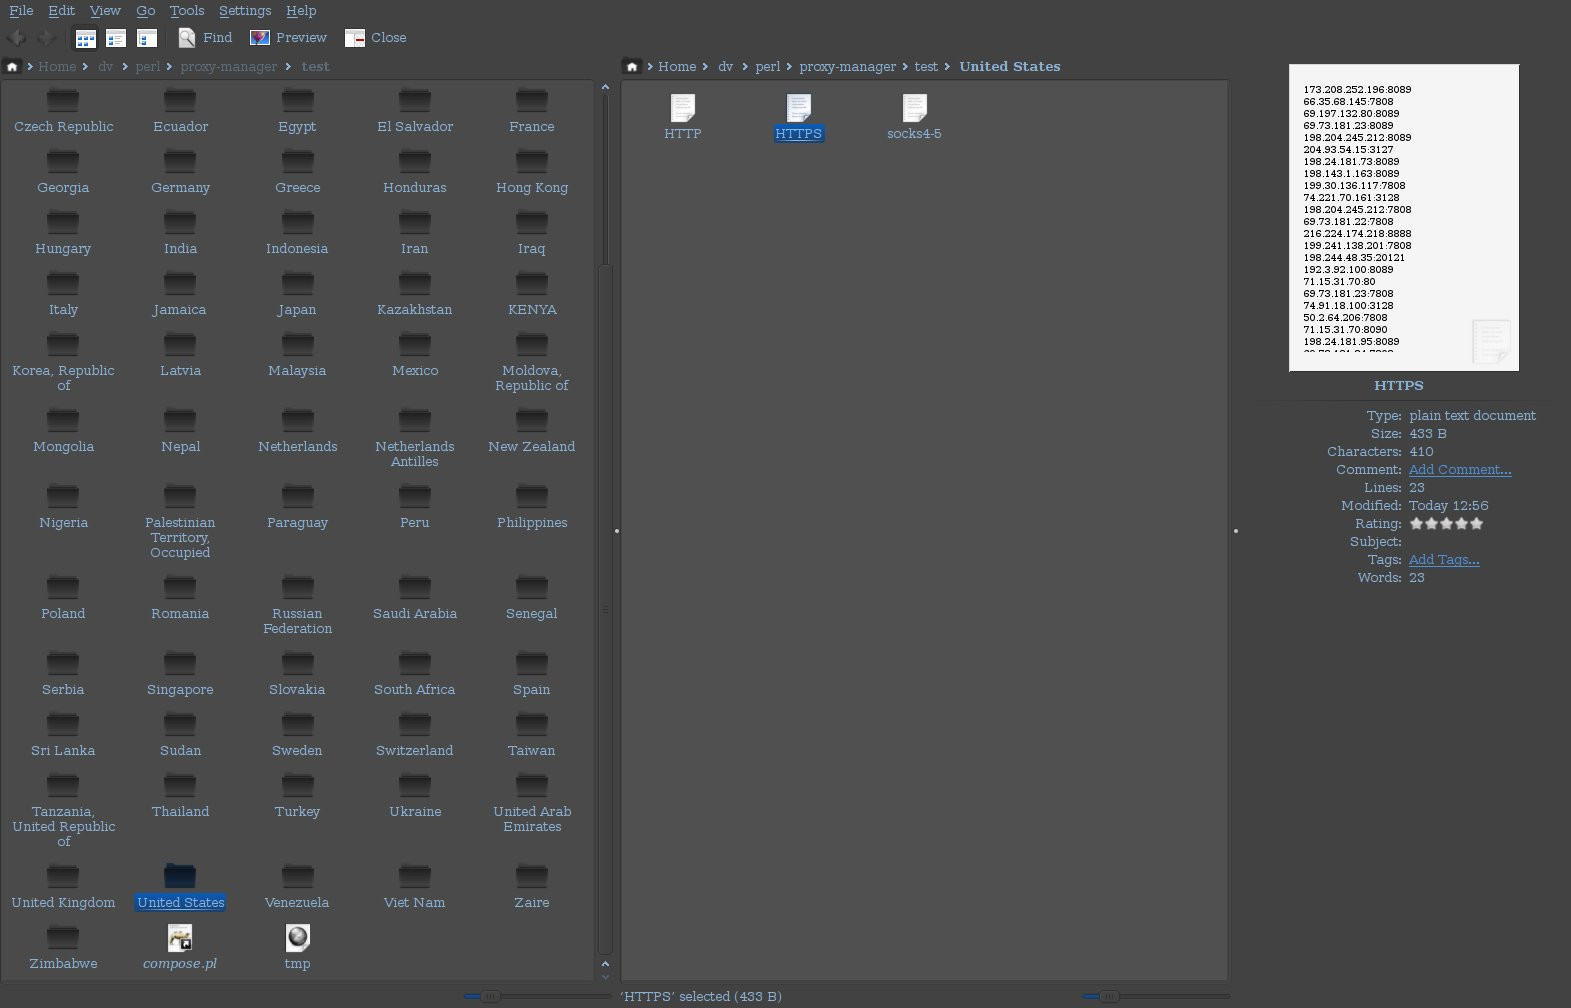 File Edit View Go Tools Settings Help
Find Preview Close
Home dv perl proxy-manager test
Czech Republic Ecuador Egypt El Salvador France
Georgia Germany Greece Honduras Hong Kong
Hungary India Indonesia Iran Iraq
Italy Jamaica Japan Kazakhstan KENYA
Korea, Republic of Latvia Malaysia Mexico Moldova, Republic of
Mongolia Nepal Netherlands Netherlands Antilles New Zealand
Nigeria Palestinian Territory, Occupied Paraguay Peru Philippines
Poland Romania Russian Federation Saudi Arabia Senegal
Serbia Singapore Slovakia South Africa Spain
Sri Lanka Sudan Sweden Switzerland Taiwan
Tanzania, United Republic of Thailand Turkey Ukraine United Arab Emirates
United Kingdom United States Venezuela Viet Nam Zaire
Zimbabwe compose.pl tmp
Home dv perl proxy-manager test United States
HTTP HTTPS socks4-5
'HTTPS' selected (433 B)
173.208.252.196:8089
66.35.68.145:7808
69.197.132.80:8089
69.73.181.23:8089
198.204.245.212:8089
204.93.54.15:3127
198.24.181.73:8089
198.143.1.163:8089
199.30.136.117:7808
74.221.70.161:3128
198.204.245.212:7808
69.73.181.22:7808
216.224.174.218:8888
199.241.138.201:7808
198.244.48.35:20121
192.3.92.100:8089
71.15.31.70:80
69.73.181.23:7808
74.91.18.100:3128
50.2.64.206:7808
71.15.31.70:8090
198.24.181.95:8089
HTTPS
Type: plain text document
Size: 433 B
Characters: 410
Comment: Add Comment...
Lines: 23
Modified: Today 12:56
Rating:
Subject:
Tags: Add Tags...
Words: 23